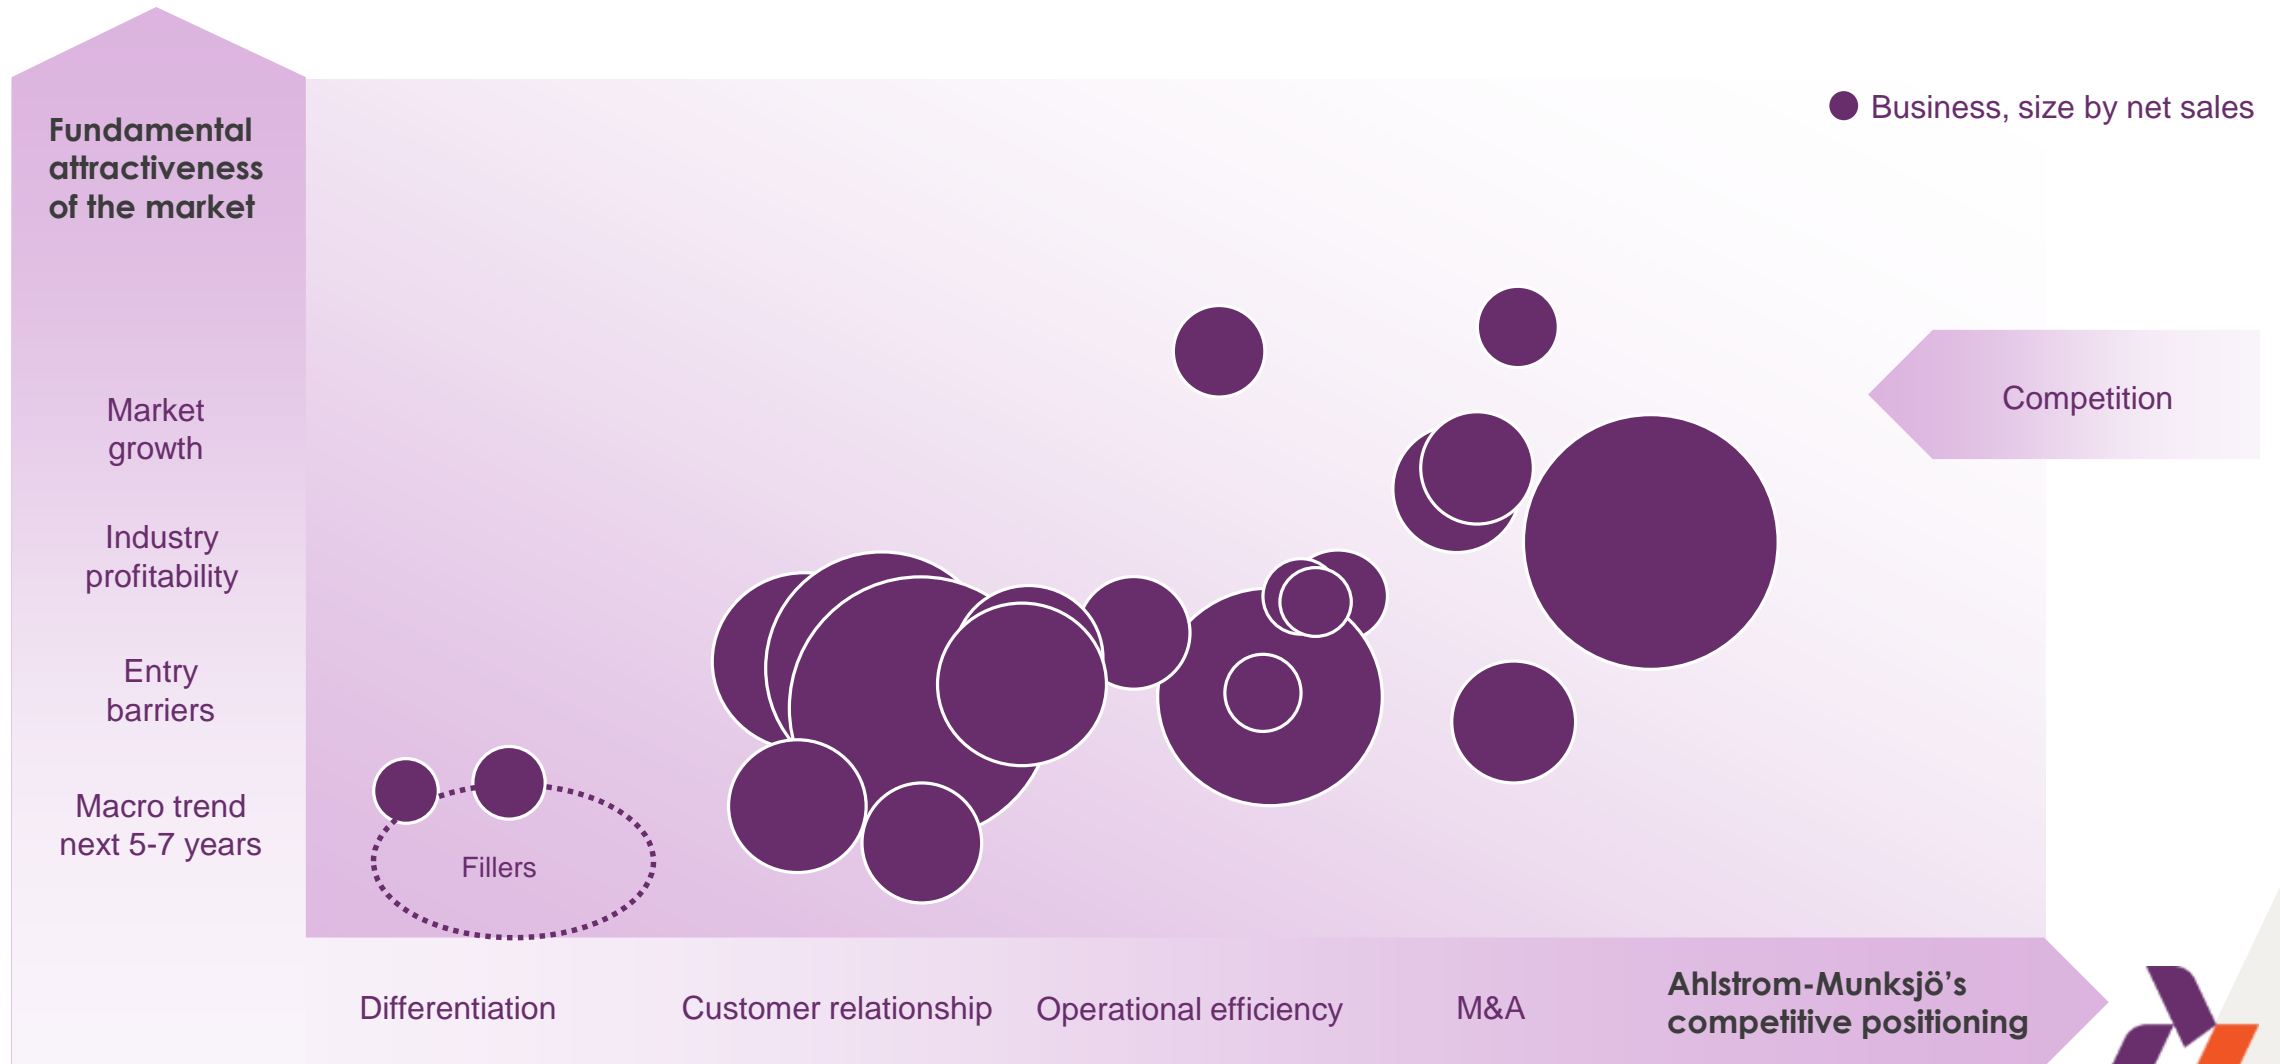 Fundamental
attractiveness
of the market
Business, size by net sales
Market
growth
Competition
Industry
profitability
Entry
barriers
Macro trend
next 5-7 years
Fillers
Differentiation
Customer relationship
Operational efficiency
M&A
Ahlstrom-Munksjö’s
competitive positioning